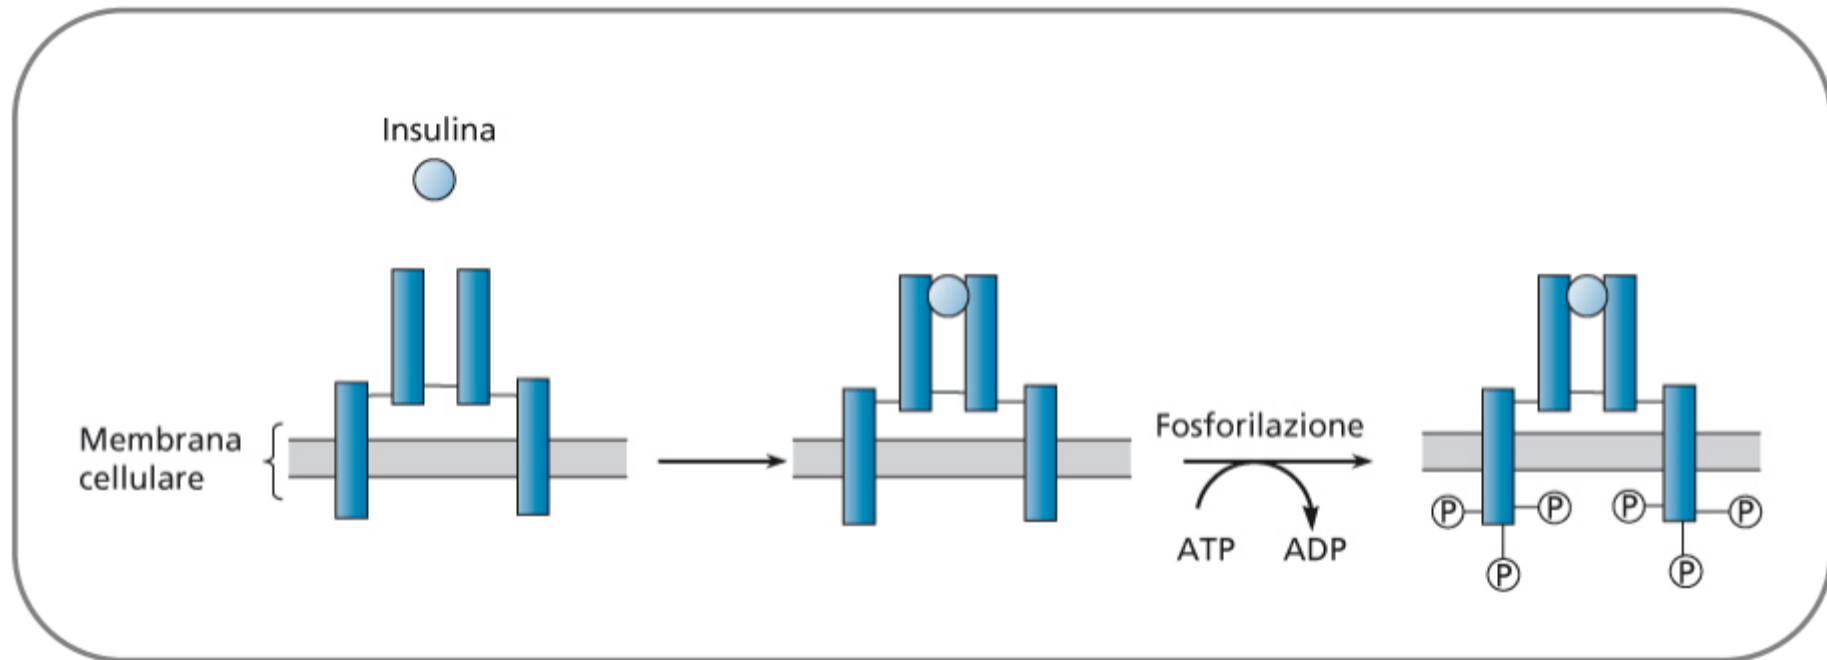 Insulina
Membrana
cellulare
Fosforilazione
ATP
ADP
P
P
P
P
P
P